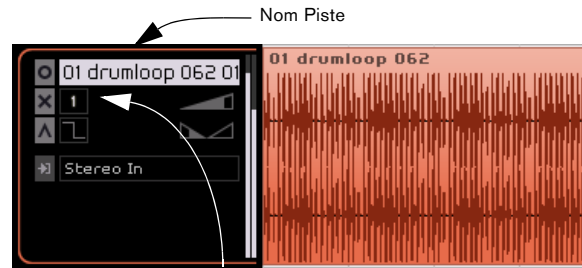 Nom Piste
01 drumloop 062 01
01 drumloop 062
1
Stereo In